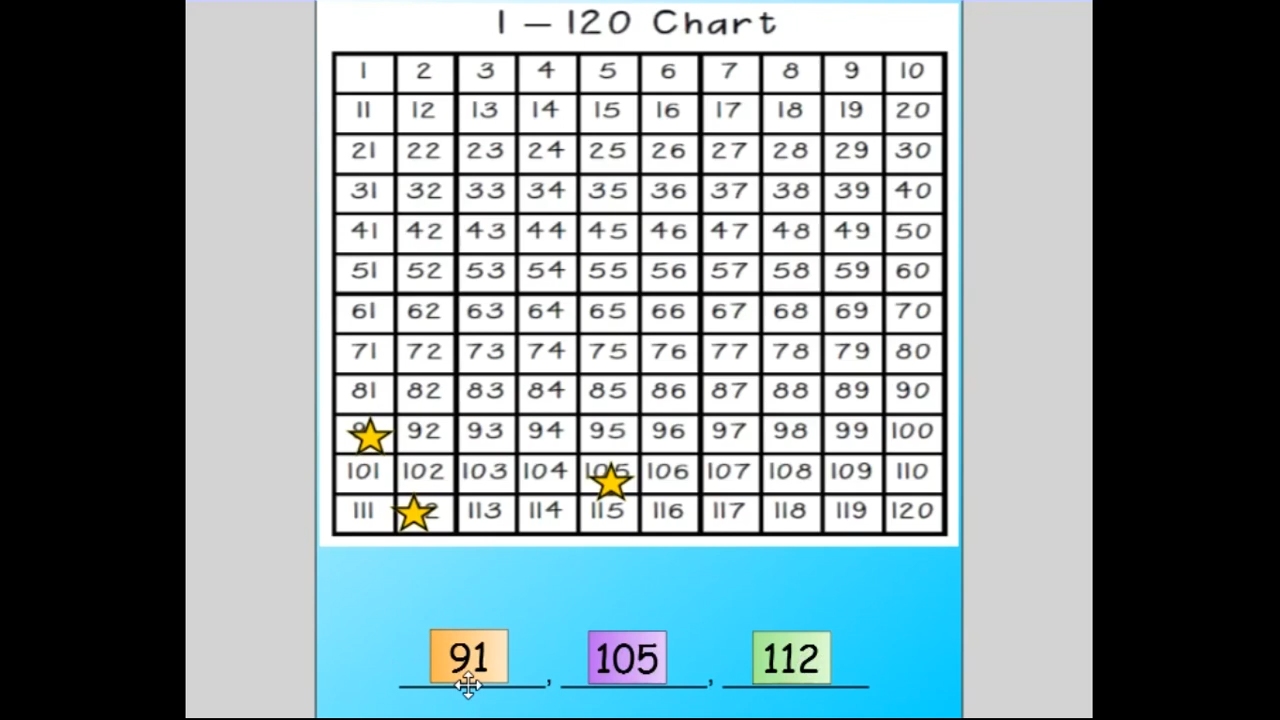 1 – 120 Chart
1 2 3 4 5 6 7 8 9 10
11 12 13 14 15 16 17 18 19 20
21 22 23 24 25 26 27 28 29 30
31 32 33 34 35 36 37 38 39 40
41 42 43 44 45 46 47 48 49 50
51 52 53 54 55 56 57 58 59 60
61 62 63 64 65 66 67 68 69 70
71 72 73 74 75 76 77 78 79 80
81 82 83 84 85 86 87 88 89 90
92 93 94 95 96 97 98 99 100
101 102 103 104 105 106 107 108 109 110
111 113 114 115 116 117 118 119 120
91, 105, 112